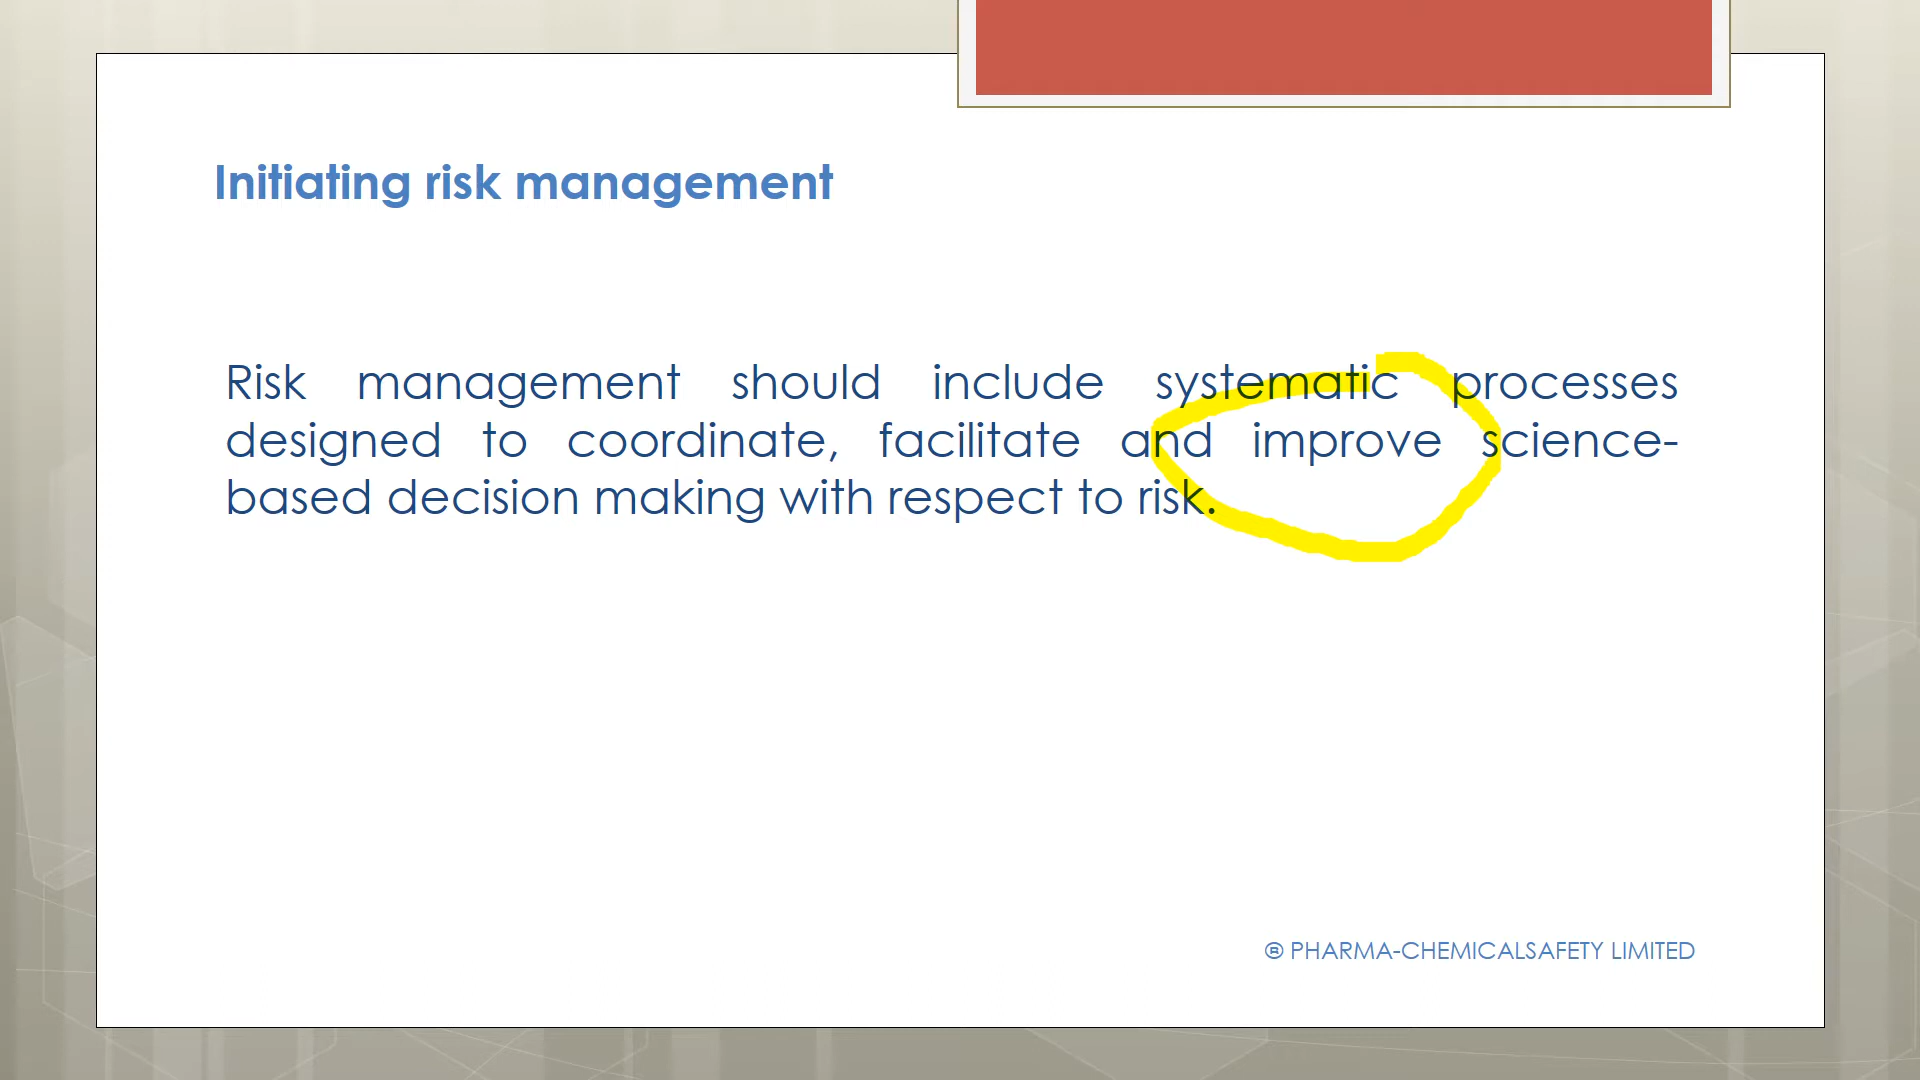 Initiating risk management
Risk management should include systematic processes
designed to coordinate, facilitate and improve science-
based decision making with respect to risk.
® PHARMA-CHEMICALSAFETY LIMITED